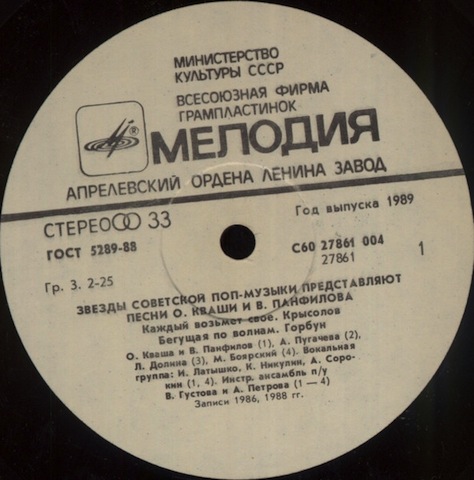 МИНИСТЕРСТВО
КУЛЬТУРЫ СССР
ВСЕСОЮЗНАЯ ФИРМА
ГРАМПЛАСТИНОК
®
МЕЛОДИЯ
АПРЕЛЕВСКИЙ ОРДЕНА ЛЕНИНА ЗАВОД
СТЕРЕО 33
Год выпуска 1989
ГОСТ 5289-88
С60 27861 004
27861
1
Гр. 3. 2-25
ЗВЕЗДЫ СОВЕТСКОЙ ПОП-МУЗЫКИ ПРЕДСТАВЛЯЮТ
ПЕСНИ О. КВАШИ И В. ПАНФИЛОВА
Каждый возьмет свое. Крысолов
Бегущая по волнам. Горбун
О. Кваша и В. Панфилов (1), А. Пугачева (2),
Л. Долина (3), М. Боярский (4). Вокальная
группа: И. Латышко, К. Никулин, А. Соро-
кин (1, 4). Инстр. ансамбль п/у
В. Густова и А. Петрова (1 — 4)
Записи 1986, 1988 гг.